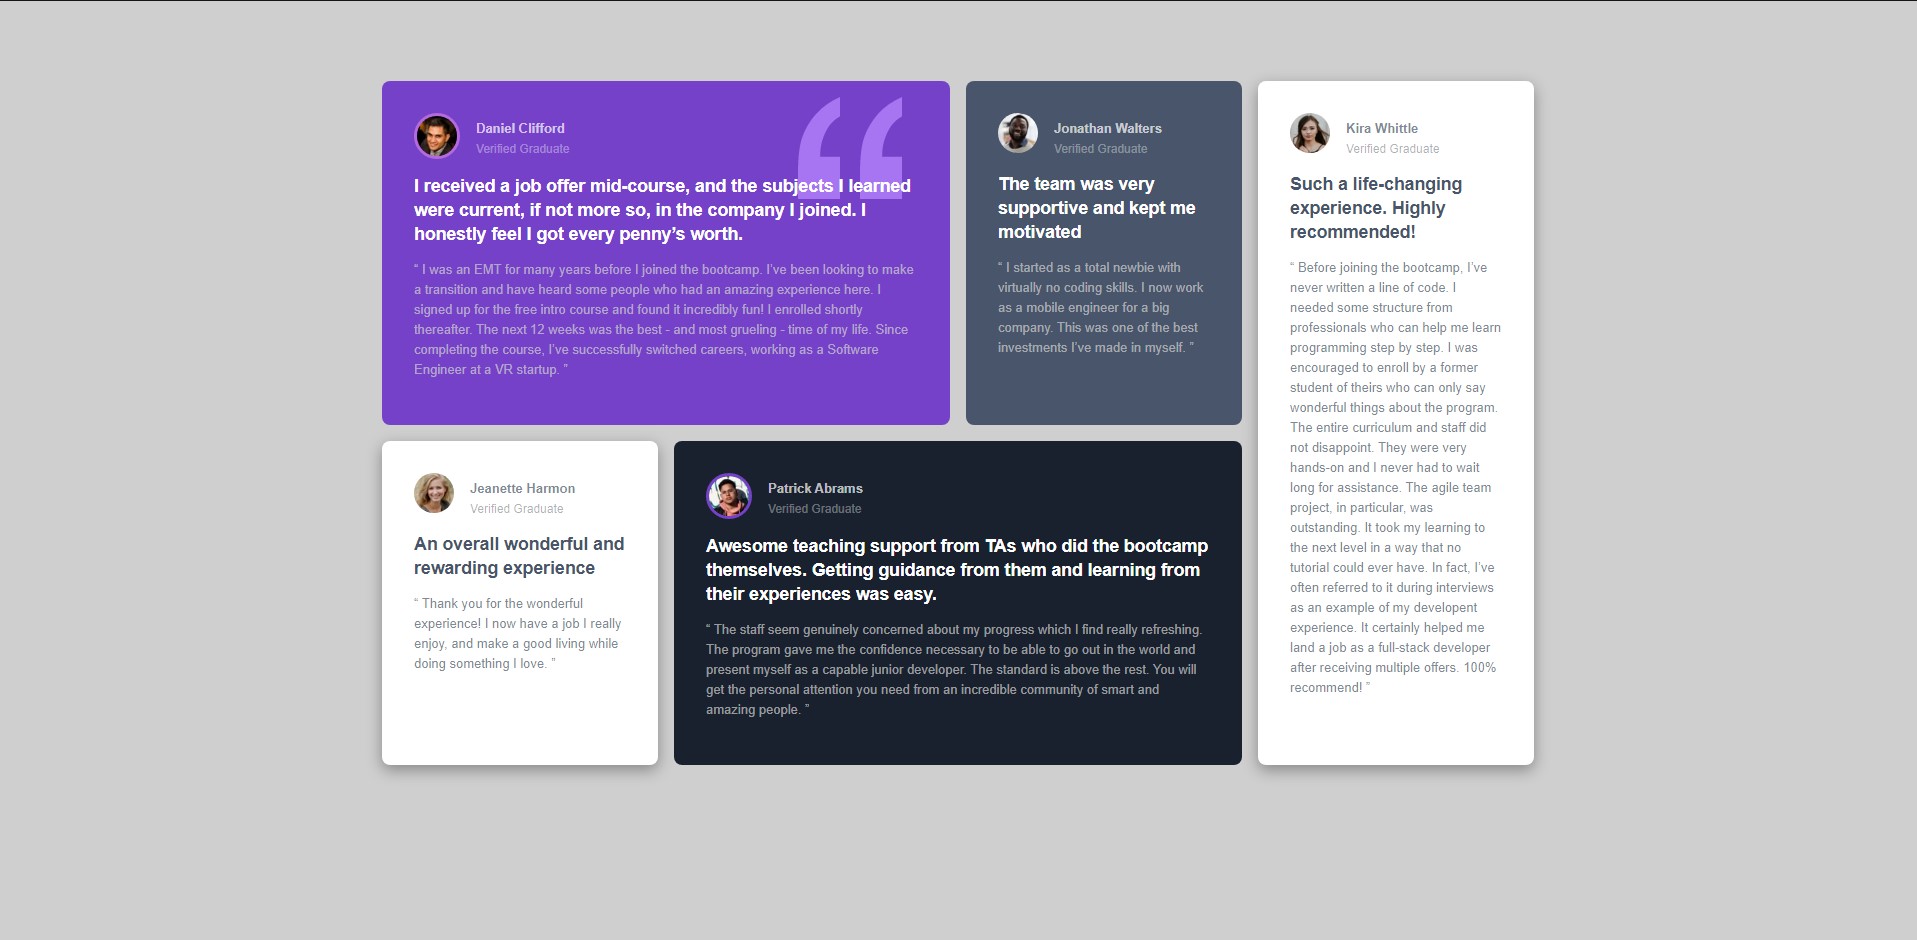 Daniel Clifford
Verified Graduate
I received a job offer mid-course, and the subjects I learned
were current, if not more so, in the company I joined. I
honestly feel I got every penny’s worth.
“ I was an EMT for many years before I joined the bootcamp. I’ve been looking to make
a transition and have heard some people who had an amazing experience here. I
signed up for the free intro course and found it incredibly fun! I enrolled shortly
thereafter. The next 12 weeks was the best - and most grueling - time of my life. Since
completing the course, I’ve successfully switched careers, working as a Software
Engineer at a VR startup. ”
Jonathan Walters
Verified Graduate
The team was very
supportive and kept me
motivated
“ I started as a total newbie with
virtually no coding skills. I now work
as a mobile engineer for a big
company. This was one of the best
investments I’ve made in myself. ”
Kira Whittle
Verified Graduate
Such a life-changing
experience. Highly
recommended!
“ Before joining the bootcamp, I’ve
never written a line of code. I
needed some structure from
professionals who can help me learn
programming step by step. I was
encouraged to enroll by a former
student of theirs who can only say
wonderful things about the program.
The entire curriculum and staff did
not disappoint. They were very
hands-on and I never had to wait
long for assistance. The agile team
project, in particular, was
outstanding. It took my learning to
the next level in a way that no
tutorial could ever have. In fact, I’ve
often referred to it during interviews
as an example of my developent
experience. It certainly helped me
land a job as a full-stack developer
after receiving multiple offers. 100%
recommend! ”
Jeanette Harmon
Verified Graduate
An overall wonderful and
rewarding experience
“ Thank you for the wonderful
experience! I now have a job I really
enjoy, and make a good living while
doing something I love. ”
Patrick Abrams
Verified Graduate
Awesome teaching support from TAs who did the bootcamp
themselves. Getting guidance from them and learning from
their experiences was easy.
“ The staff seem genuinely concerned about my progress which I find really refreshing.
The program gave me the confidence necessary to be able to go out in the world and
present myself as a capable junior developer. The standard is above the rest. You will
get the personal attention you need from an incredible community of smart and
amazing people. ”